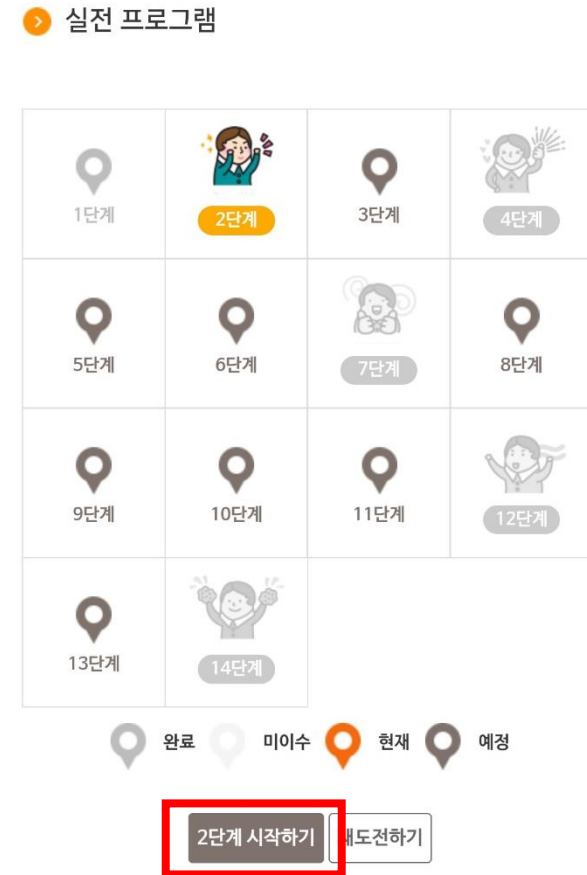 실전 프로그램
1단계 2단계 3단계 4단계
5단계 6단계 7단계 8단계
9단계 10단계 11단계 12단계
13단계 14단계
완료 미이수 현재 예정
2단계 시작하기 재도전하기